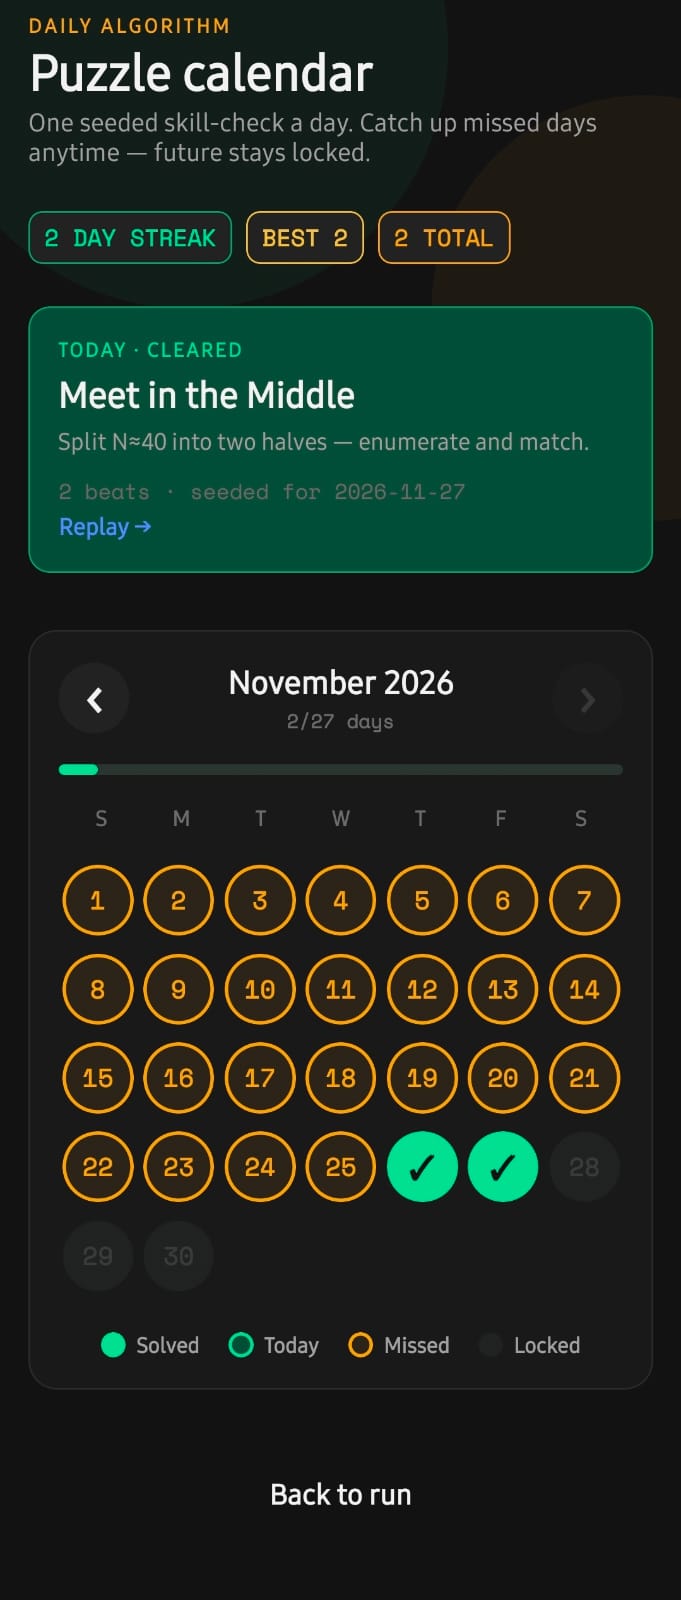 DAILY ALGORITHM
Puzzle calendar
One seeded skill-check a day. Catch up missed days
anytime — future stays locked.
2 DAY STREAK BEST 2 2 TOTAL
TODAY · CLEARED
Meet in the Middle
Split N≈40 into two halves — enumerate and match.
2 beats · seeded for 2026-11-27
Replay →
November 2026
2/27 days
S M T W T F S
1 2 3 4 5 6 7
8 9 10 11 12 13 14
15 16 17 18 19 20 21
22 23 24 25 ✓ ✓ 28
29 30
Solved Today Missed Locked
Back to run